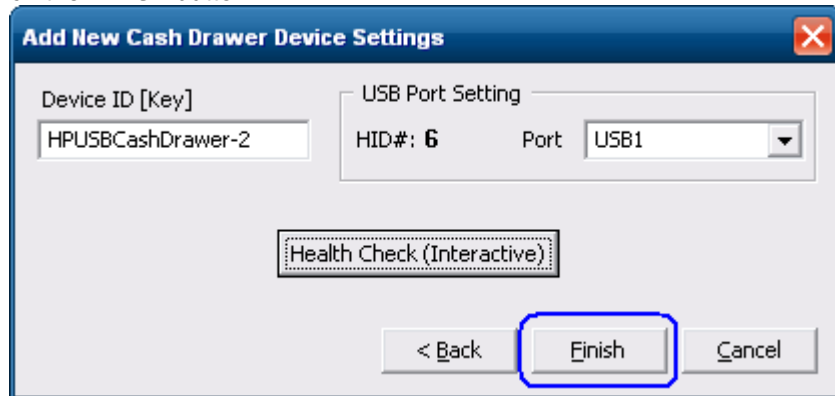 Add New Cash Drawer Device Settings
Device ID [Key]
USB Port Setting
HPUSBCashDrawer-2
HID#: 6
Port
USB1
Health Check (Interactive)
< Back
Finish
Cancel